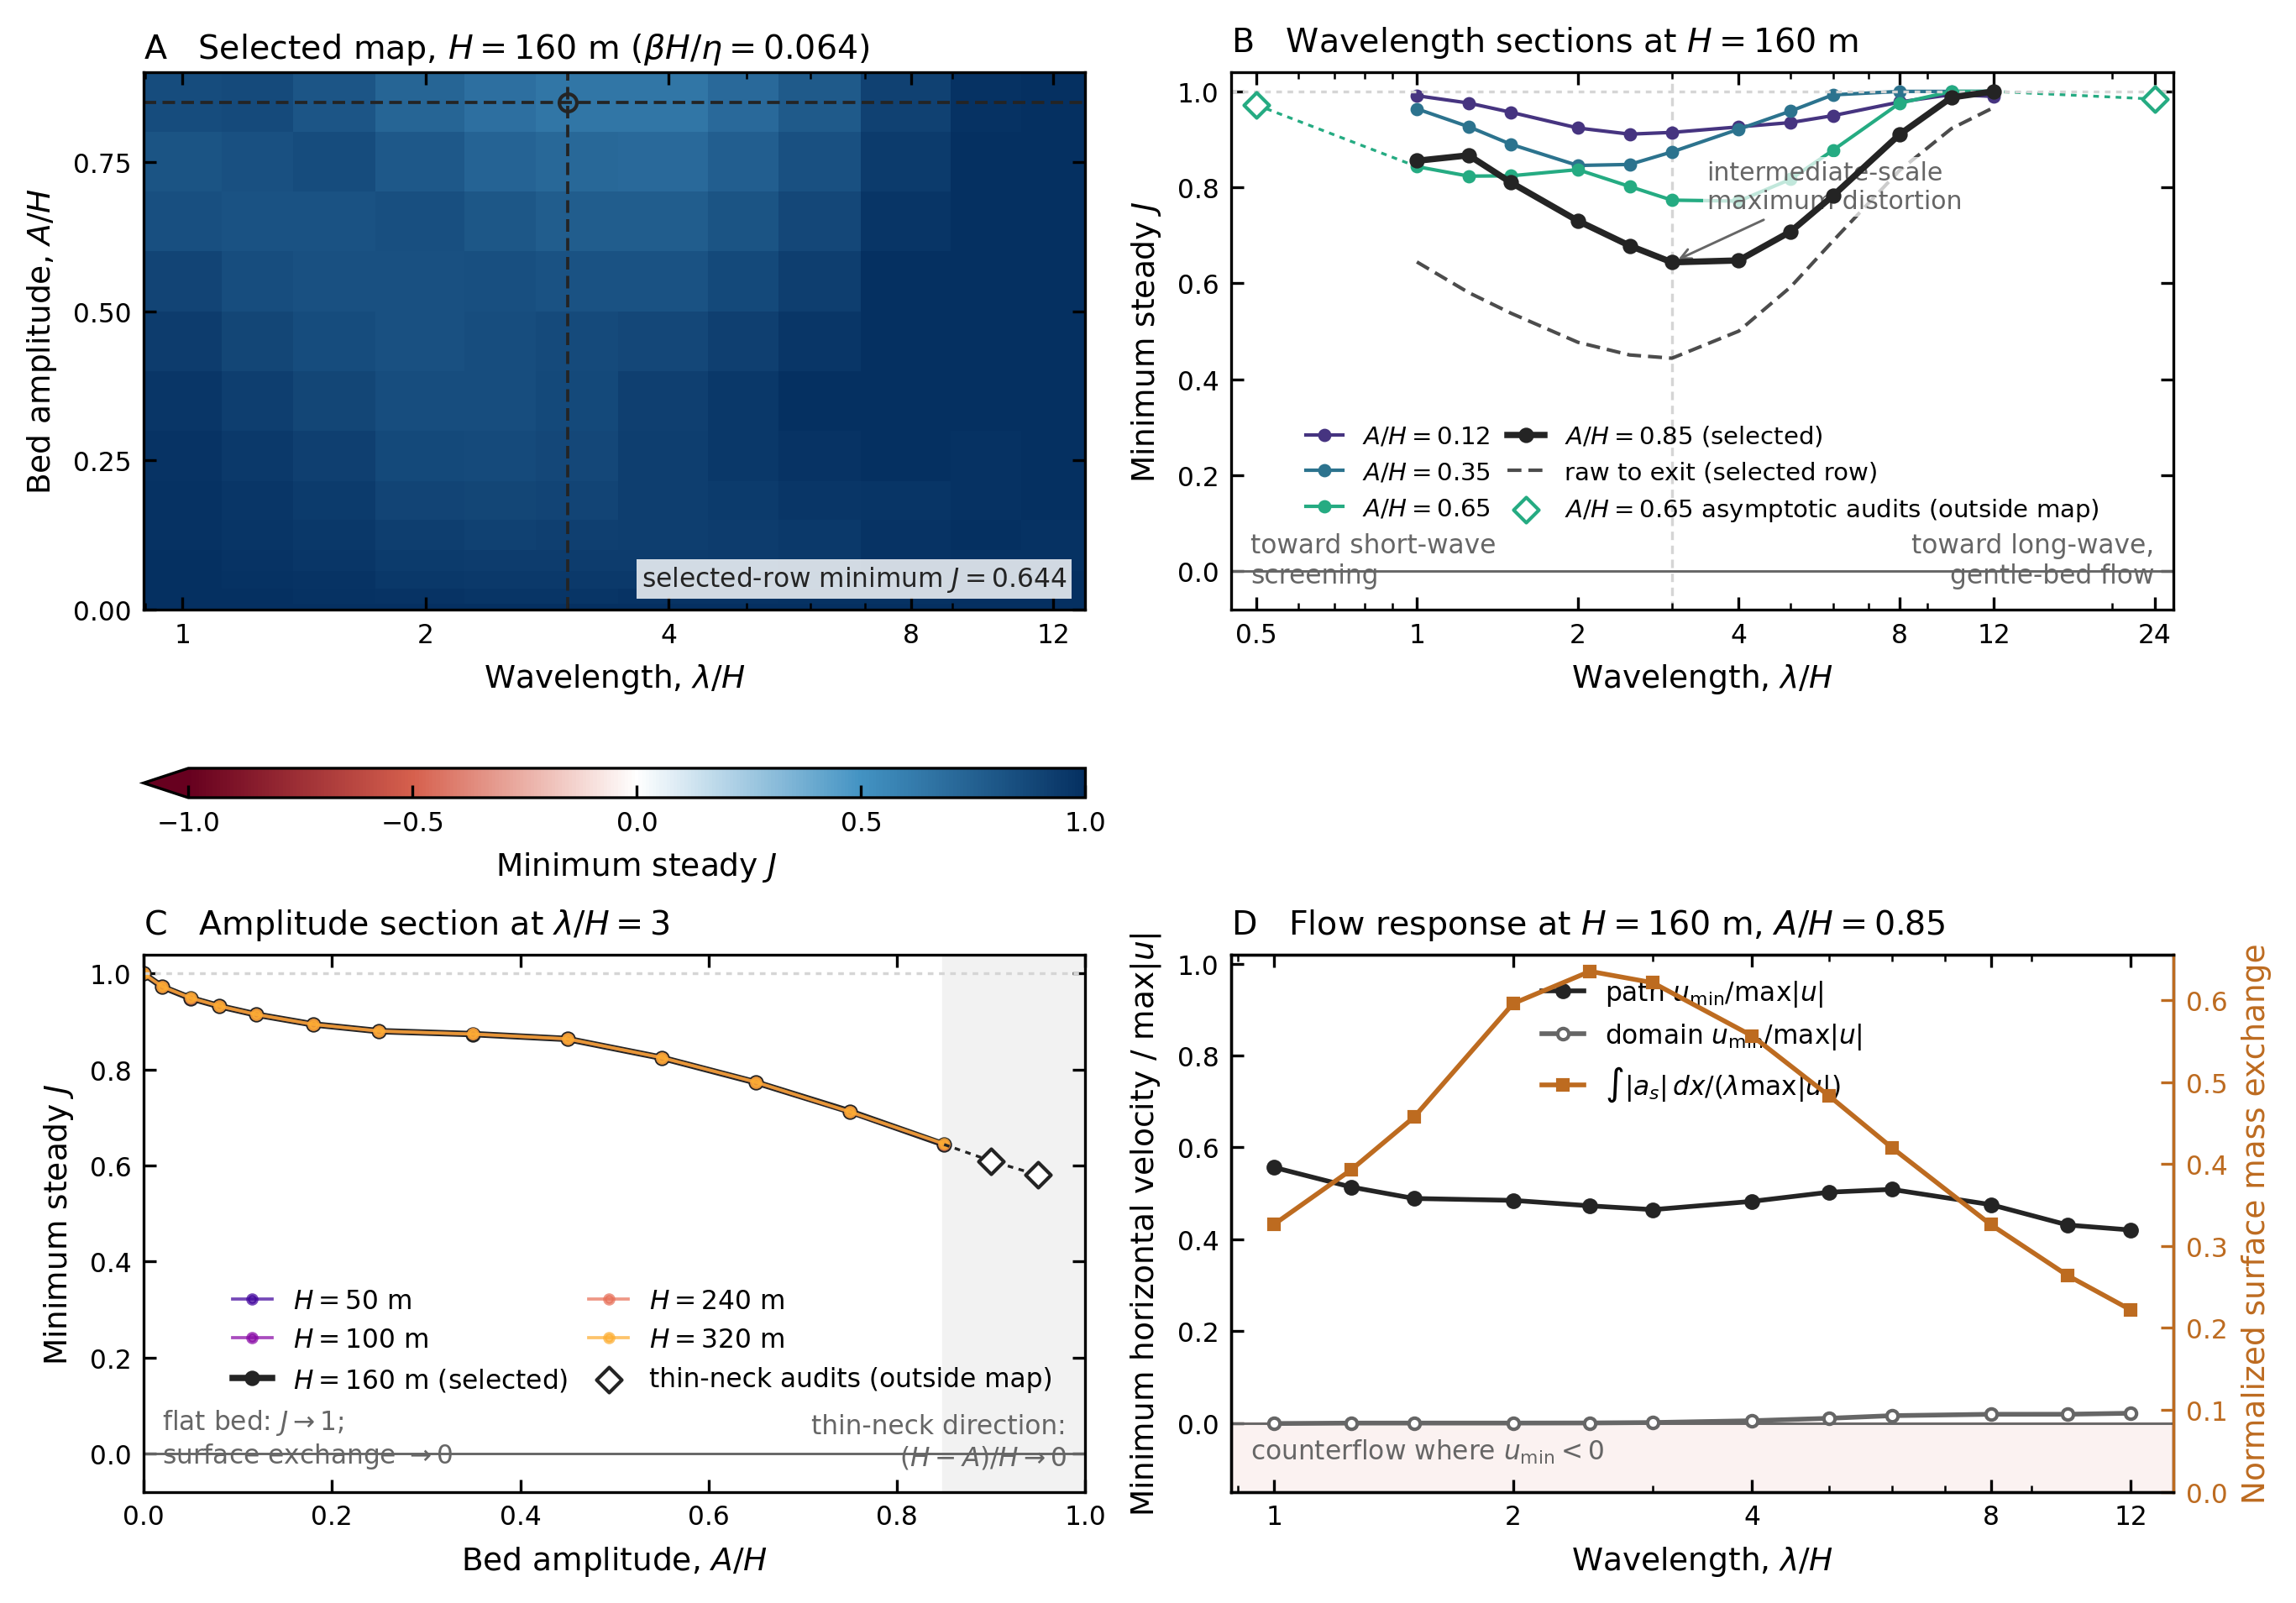 A Selected map, H = 160 m (βH/η = 0.064)
Bed amplitude, A/H
0.75
0.50
0.25
0.00
selected-row minimum J = 0.644
1 2 4 8 12
Wavelength, λ/H
−1.0 −0.5 0.0 0.5 1.0
Minimum steady J
B Wavelength sections at H = 160 m
Minimum steady J
1.0
0.8
0.6
0.4
0.2
0.0
intermediate-scale
maximum distortion
A/H = 0.12
A/H = 0.35
A/H = 0.65
A/H = 0.85 (selected)
raw to exit (selected row)
A/H = 0.65 asymptotic audits (outside map)
toward short-wave
screening
toward long-wave,
gentle-bed flow
0.5 1 2 4 8 12 24
Wavelength, λ/H
C Amplitude section at λ/H = 3
Minimum steady J
1.0
0.8
0.6
0.4
0.2
0.0
H = 50 m
H = 100 m
H = 160 m (selected)
H = 240 m
H = 320 m
thin-neck audits (outside map)
flat bed: J → 1;
surface exchange → 0
thin-neck direction:
(H − A)/H → 0
0.0 0.2 0.4 0.6 0.8 1.0
Bed amplitude, A/H
D Flow response at H = 160 m, A/H = 0.85
Minimum horizontal velocity / max|u|
1.0
0.8
0.6
0.4
0.2
0.0
path u_min/max|u|
domain u_min/max|u|
∫|a_s| dx/(λmax|u|)
counterflow where u_min < 0
1 2 4 8 12
Wavelength, λ/H
0.6
0.5
0.4
0.3
0.2
0.1
0.0
Normalized surface mass exchange